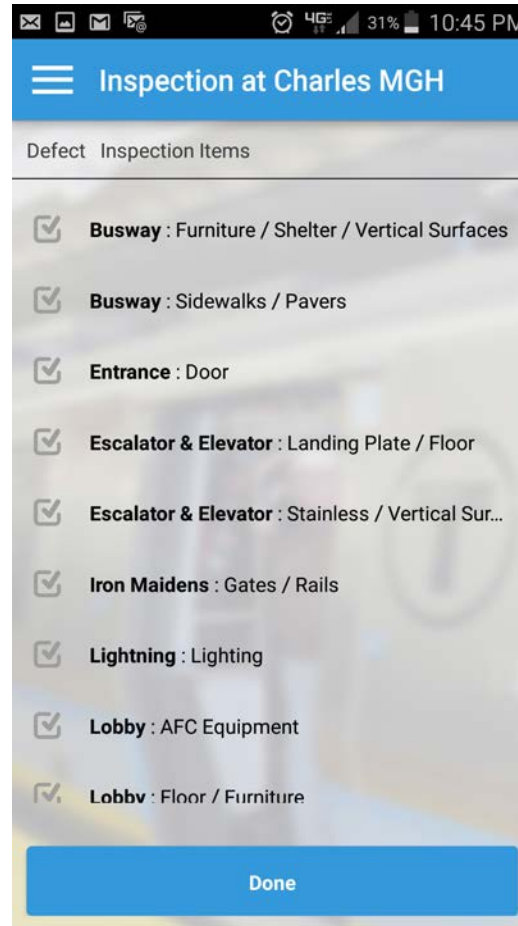 4G 31% 10:45 PM
Inspection at Charles MGH
Defect Inspection Items
Busway : Furniture / Shelter / Vertical Surfaces
Busway : Sidewalks / Pavers
Entrance : Door
Escalator & Elevator : Landing Plate / Floor
Escalator & Elevator : Stainless / Vertical Sur...
Iron Maidens : Gates / Rails
Lightning : Lighting
Lobby : AFC Equipment
Lobby : Floor / Furniture
Done